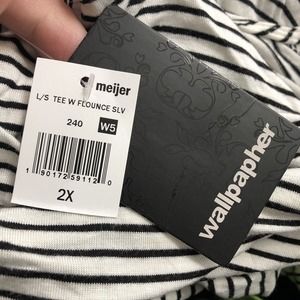 meijer
L/S TEE W FLOUNCE SLV
240 W5
1 90172 59112 0
2X
wallpapher